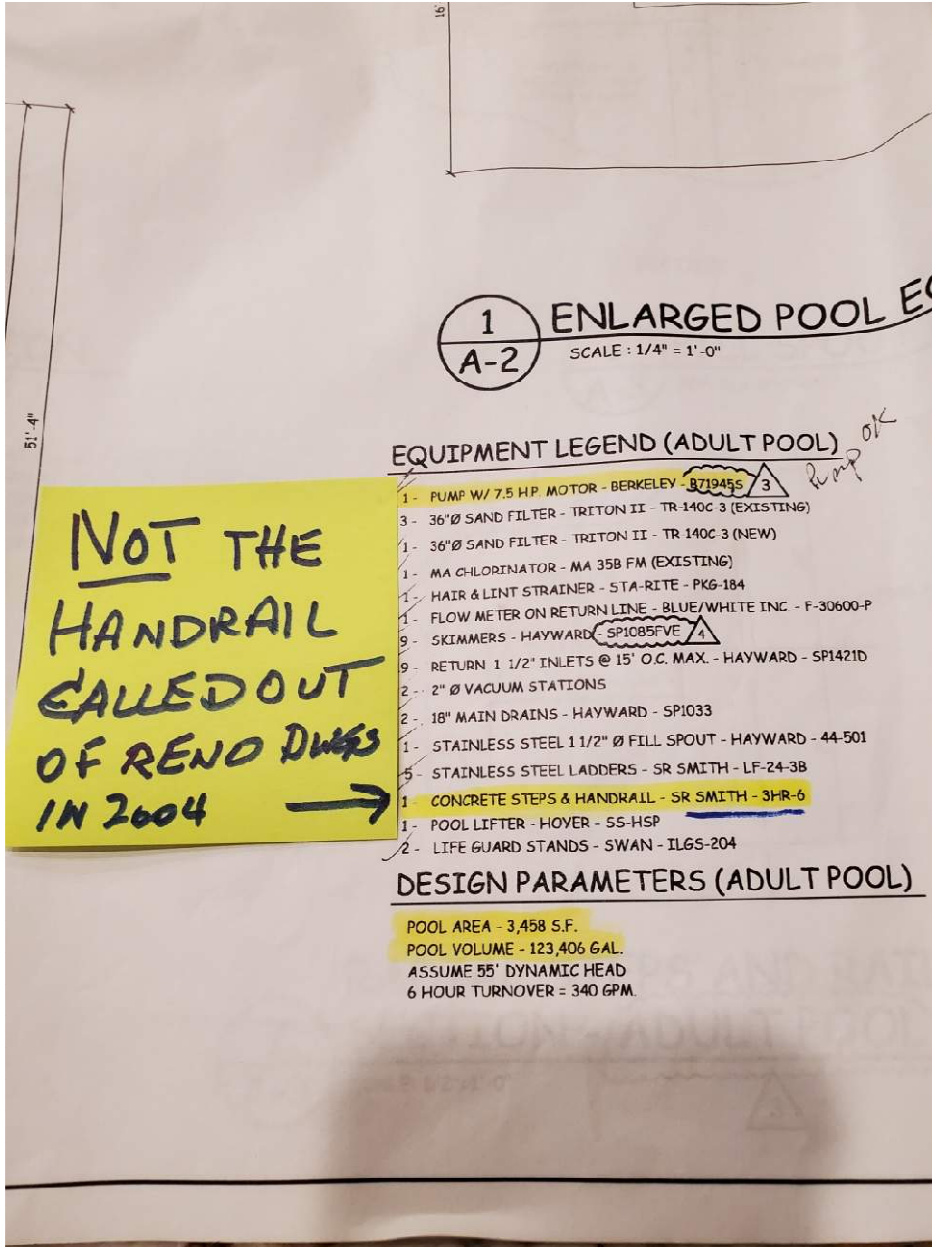 16'
51'-4"
1
A-2
ENLARGED POOL
SCALE : 1/4" = 1'-0"
EQUIPMENT LEGEND (ADULT POOL)
Pump OK
1 - PUMP W/ 7.5 H.P. MOTOR - BERKELEY - B71945S 3
3 - 36"Ø SAND FILTER - TRITON II - TR-140C-3 (EXISTING)
1 - 36"Ø SAND FILTER - TRITON II - TR 140C-3 (NEW)
1 - MA CHLORINATOR - MA 35B FM (EXISTING)
1 - HAIR & LINT STRAINER - STA-RITE - PKG-184
1 - FLOW METER ON RETURN LINE - BLUE/WHITE INC - F-30600-P
9 - SKIMMERS - HAYWARD - SP1085FVE
9 - RETURN 1 1/2" INLETS @ 15' O.C. MAX. - HAYWARD - SP1421D
2 - 2" Ø VACUUM STATIONS
2 - 18" MAIN DRAINS - HAYWARD - SP1033
1 - STAINLESS STEEL 1 1/2" Ø FILL SPOUT - HAYWARD - 44-501
5 - STAINLESS STEEL LADDERS - SR SMITH - LF-24-3B
1 - CONCRETE STEPS & HANDRAIL - SR SMITH - 3HR-6
1 - POOL LIFTER - HOYER - SS-HSP
2 - LIFE GUARD STANDS - SWAN - ILGS-204
NOT THE
HANDRAIL
CALLED OUT
OF RENO DWGS
IN 2004
DESIGN PARAMETERS (ADULT POOL)
POOL AREA - 3,458 S.F.
POOL VOLUME - 123,406 GAL.
ASSUME 55' DYNAMIC HEAD
6 HOUR TURNOVER = 340 GPM.